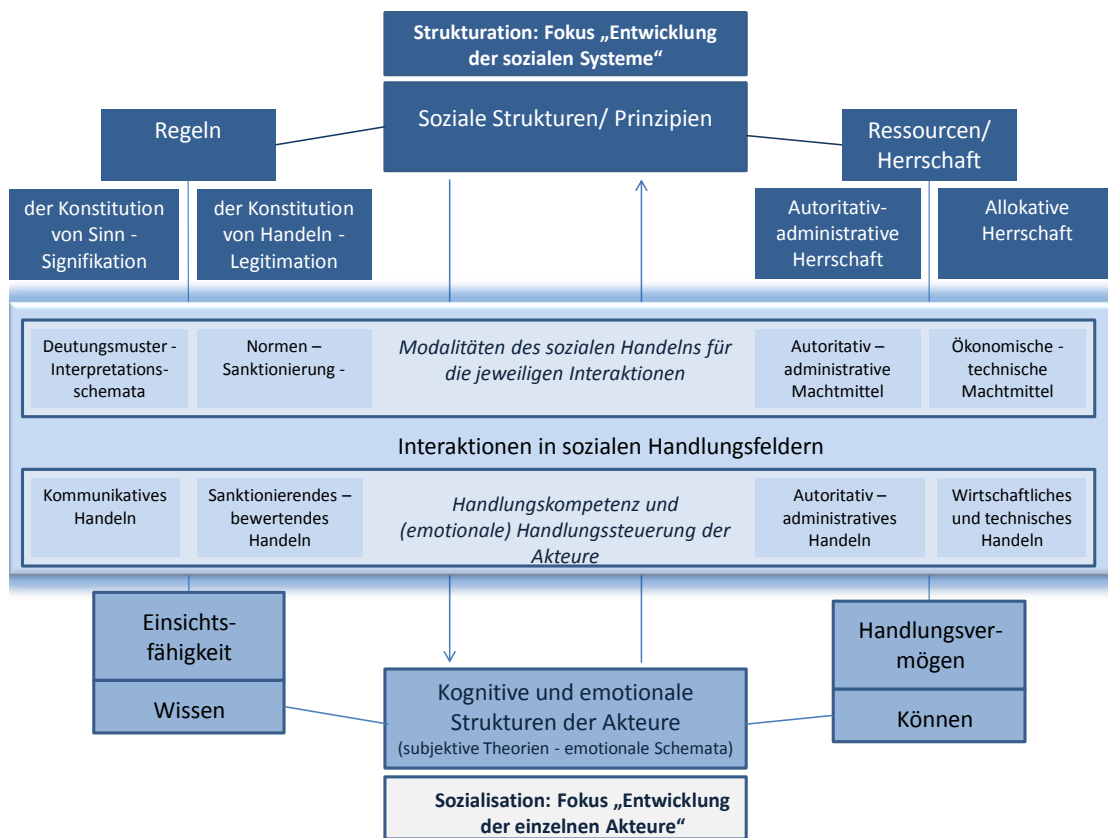 Strukturation: Fokus „Entwicklung
der sozialen Systeme“
Soziale Strukturen/ Prinzipien
Regeln
Ressourcen/
Herrschaft
der Konstitution
von Sinn -
Signifikation
der Konstitution
von Handeln -
Legitimation
Autoritativ-
administrative
Herrschaft
Allokative
Herrschaft
Deutungsmuster -
Interpretations-
schemata
Normen –
Sanktionierung -
Modalitäten des sozialen Handelns für
die jeweiligen Interaktionen
Autoritativ –
administrative
Machtmittel
Ökonomische -
technische
Machtmittel
Interaktionen in sozialen Handlungsfeldern
Kommunikatives
Handeln
Sanktionierendes –
bewertendes
Handeln
Handlungskompetenz und
(emotionale) Handlungssteuerung der
Akteure
Autoritativ –
administratives
Handeln
Wirtschaftliches
und technisches
Handeln
Einsichts-
fähigkeit
Wissen
Handlungsver-
mögen
Können
Kognitive und emotionale
Strukturen der Akteure
(subjektive Theorien - emotionale Schemata)
Sozialisation: Fokus „Entwicklung
der einzelnen Akteure“